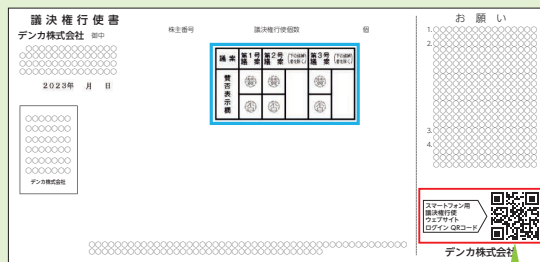 議決権行使書
株主番号 議決権行使個数 個
デンカ株式会社 御中
○○○○○○○○○○○○○○
○○○○○○○○○○○○○○
○○○○○○○○○○○○○○
2023年 月 日
議案 第1号議案 第2号議案 (下の候補者を除く) 第3号議案 (下の候補者を除く)
賛否表示欄 賛 賛 賛
否 否 否
○○○○○○○
○○○○○○○
○○○○○○○
○○○○○○○
○○○○○○○
○○○○○○○
デンカ株式会社
お願い
1.
2.
3.
4.
スマートフォン用
議決権行使
ウェブサイト
ログインQRコード
デンカ株式会社